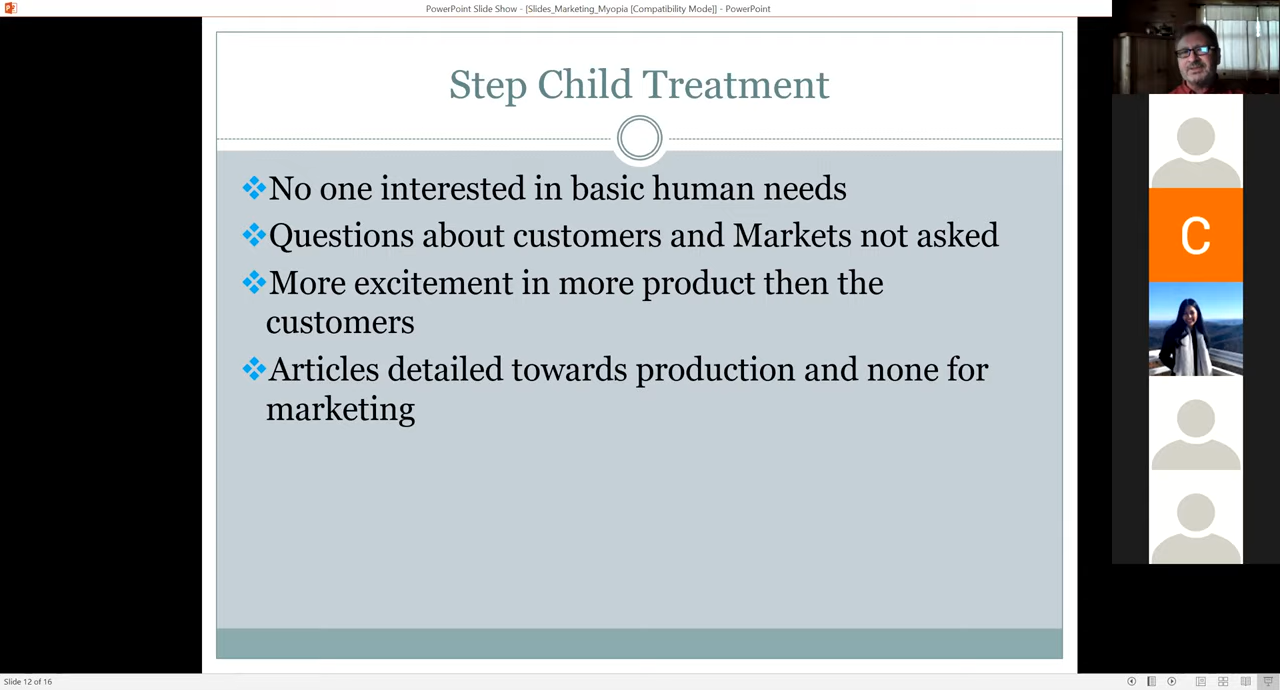 PowerPoint Slide Show - [Slides_Marketing_Myopia [Compatibility Mode]] - PowerPoint
Step Child Treatment
No one interested in basic human needs
Questions about customers and Markets not asked
More excitement in more product then the
customers
Articles detailed towards production and none for
marketing
C
Slide 12 of 16